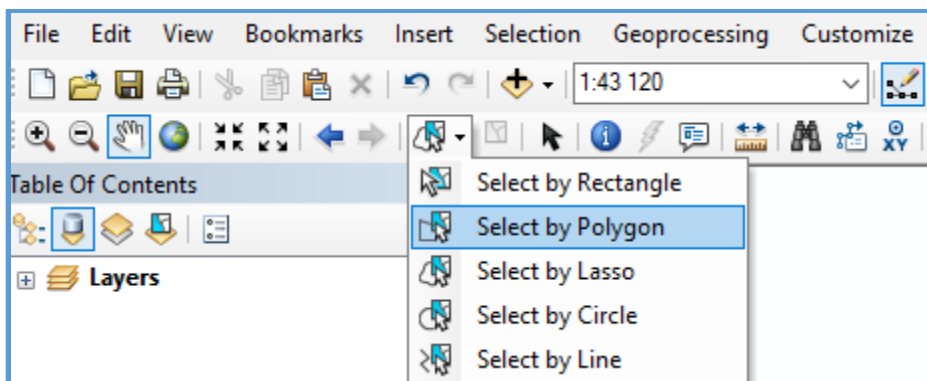 File Edit View Bookmarks Insert Selection Geoprocessing Customize
1:43 120
XY
Table Of Contents
Select by Rectangle
Select by Polygon
Layers
Select by Lasso
Select by Circle
Select by Line